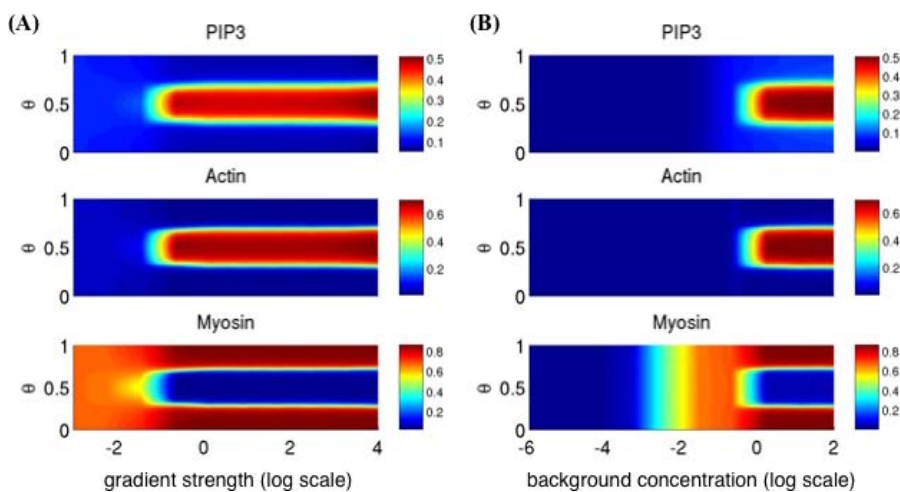 (A)
PIP3
θ
1
0.5
0
0.5
0.4
0.3
0.2
0.1
Actin
θ
1
0.5
0
0.6
0.4
0.2
Myosin
θ
1
0.5
0
0.8
0.6
0.4
0.2
-2 0 2 4
gradient strength (log scale)
(B)
PIP3
θ
1
0.5
0
0.5
0.4
0.3
0.2
0.1
Actin
θ
1
0.5
0
0.6
0.4
0.2
Myosin
θ
1
0.5
0
0.8
0.6
0.4
0.2
-6 -4 -2 0 2
background concentration (log scale)